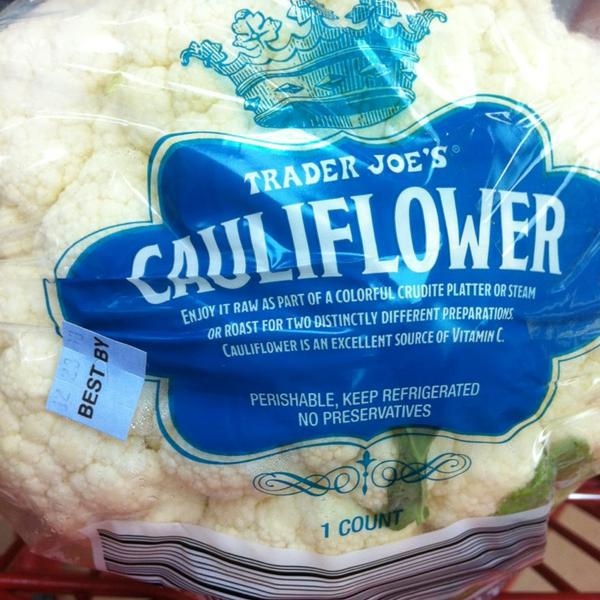 TRADER JOE'S®
CAULIFLOWER
ENJOY IT RAW AS PART OF A COLORFUL CRUDITE PLATTER OR STEAM
OR ROAST FOR TWO DISTINCTLY DIFFERENT PREPARATIONS.
CAULIFLOWER IS AN EXCELLENT SOURCE OF VITAMIN C.
BEST BY
PERISHABLE, KEEP REFRIGERATED
NO PRESERVATIVES
1 COUNT